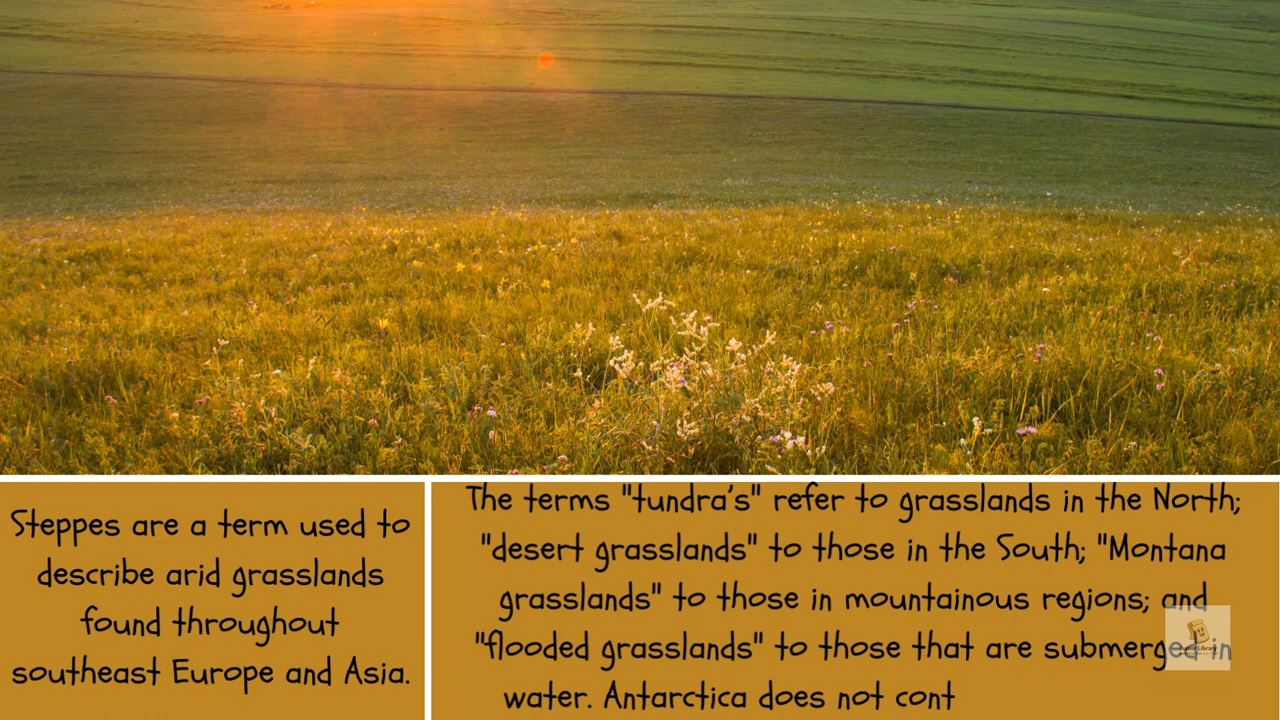 Steppes are a term used to
describe arid grasslands
found throughout
southeast Europe and Asia.
The terms "tundra's" refer to grasslands in the North;
"desert grasslands" to those in the South; "Montana
grasslands" to those in mountainous regions; and
"flooded grasslands" to those that are submerged in
water. Antarctica does not cont